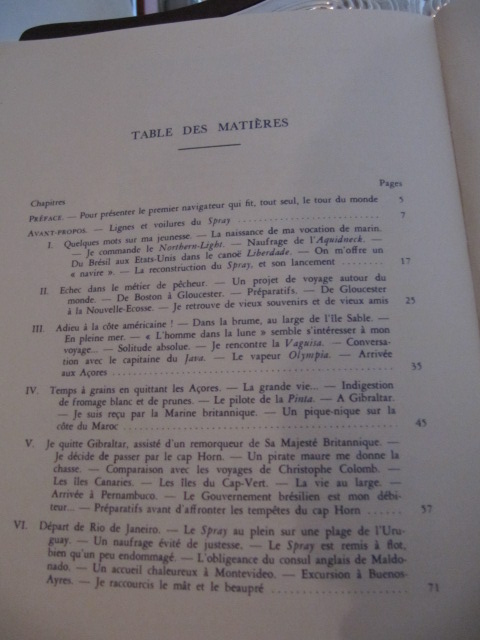 TABLE DES MATIÈRES
Chapitres Pages
PRÉFACE. — Pour présenter le premier navigateur qui fit, tout seul, le tour du monde 5
AVANT-PROPOS. — Lignes et voilures du Spray 7
I. Quelques mots sur ma jeunesse. — La naissance de ma vocation de marin.
— Je commande le Northern-Light. — Naufrage de l'Aquidneck. —
Du Brésil aux Etats-Unis dans le canoë Liberdade. — On m'offre un
« navire ». — La reconstruction du Spray, et son lancement 17
II. Echec dans le métier de pêcheur. — Un projet de voyage autour du
monde. — De Boston à Gloucester. — Préparatifs. — De Gloucester
à la Nouvelle-Ecosse. — Je retrouve de vieux souvenirs et de vieux amis 25
III. Adieu à la côte américaine ! — Dans la brume, au large de l'île Sable. —
En pleine mer. — « L'homme dans la lune » semble s'intéresser à mon
voyage... — Solitude absolue. — Je rencontre la Vaguisa. — Conversa-
tion avec le capitaine du Java. — Le vapeur Olympia. — Arrivée
aux Açores 35
IV. Temps à grains en quittant les Açores. — La grande vie... — Indigestion
de fromage blanc et de prunes. — Le pilote de la Pinta. — A Gibraltar.
— Je suis reçu par la Marine britannique. — Un pique-nique sur la
côte du Maroc 45
V. Je quitte Gibraltar, assisté d'un remorqueur de Sa Majesté Britannique. —
Je décide de passer par le cap Horn. — Un pirate maure me donne la
chasse. — Comparaison avec les voyages de Christophe Colomb. —
Les îles Canaries. — Les îles du Cap-Vert. — La vie au large. —
Arrivée à Pernambuco. — Le Gouvernement brésilien est mon débi-
teur... — Préparatifs avant d'affronter les tempêtes du cap Horn 57
VI. Départ de Rio de Janeiro. — Le Spray au plein sur une plage de l'Uru-
guay. — Un naufrage évité de justesse. — Le Spray est remis à flot,
bien qu'un peu endommagé. — L'obligeance du consul anglais de Maldo-
nado. — Un accueil chaleureux à Montevideo. — Excursion à Buenos-
Ayres. — Je raccourcis le mât et le beaupré 71